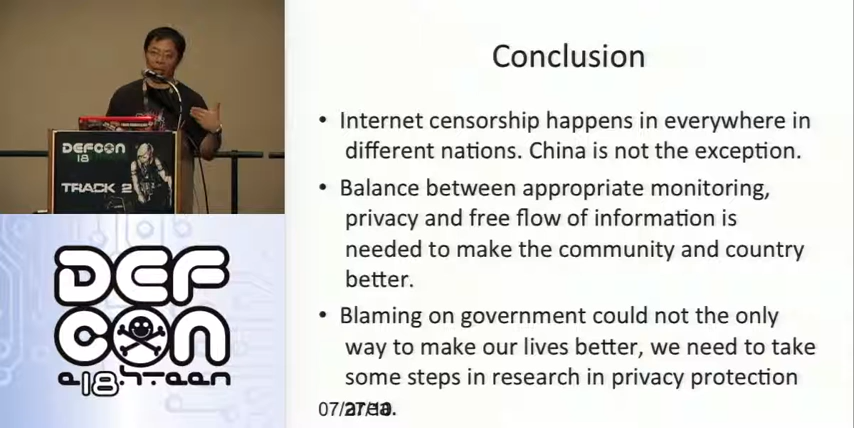 DEFCON
18
TRACK 2
DEF
CON
e18hteen
Conclusion
• Internet censorship happens in everywhere in
different nations. China is not the exception.
• Balance between appropriate monitoring,
privacy and free flow of information is
needed to make the community and country
better.
• Blaming on government could not the only
way to make our lives better, we need to take
some steps in research in privacy protection
area.